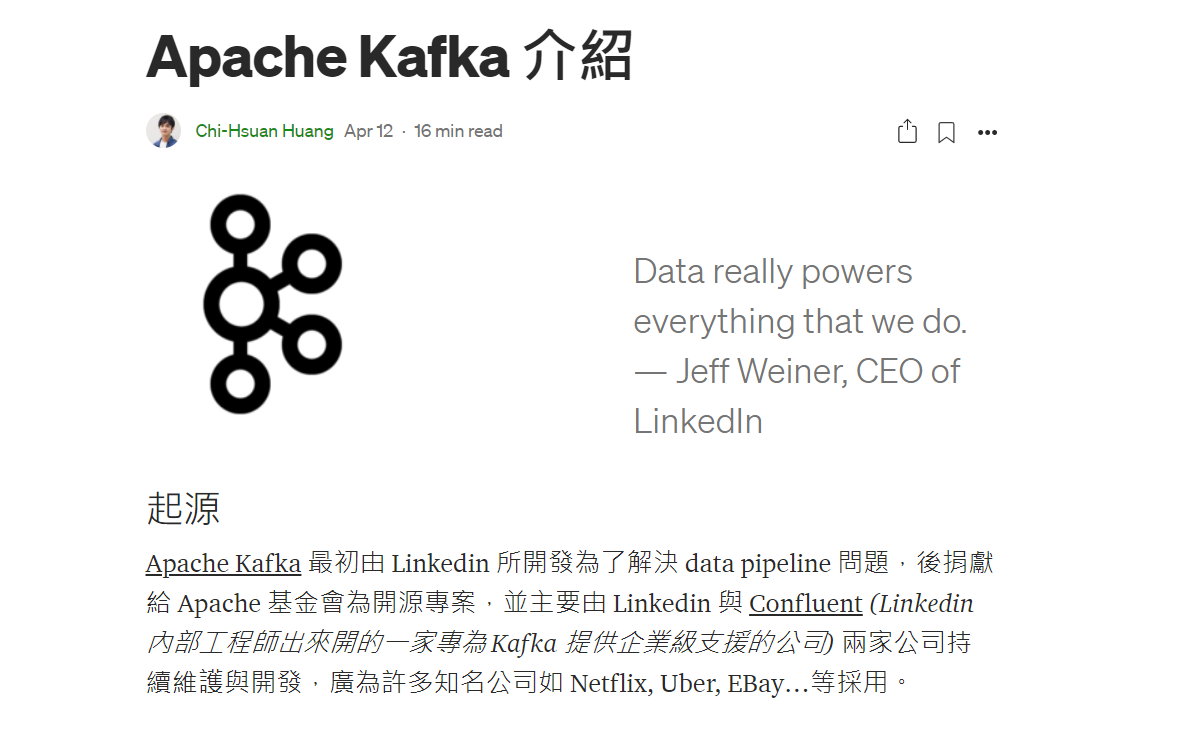 Apache Kafka 介紹
Chi-Hsuan Huang Apr 12 · 16 min read
Data really powers
everything that we do.
— Jeff Weiner, CEO of
LinkedIn
起源
Apache Kafka 最初由 Linkedin 所開發為了解決 data pipeline 問題，後捐獻
給 Apache 基金會為開源專案，並主要由 Linkedin 與 Confluent (Linkedin
內部工程師出來開的一家專為 Kafka 提供企業級支援的公司) 兩家公司持
續維護與開發，廣為許多知名公司如 Netflix, Uber, EBay…等採用。